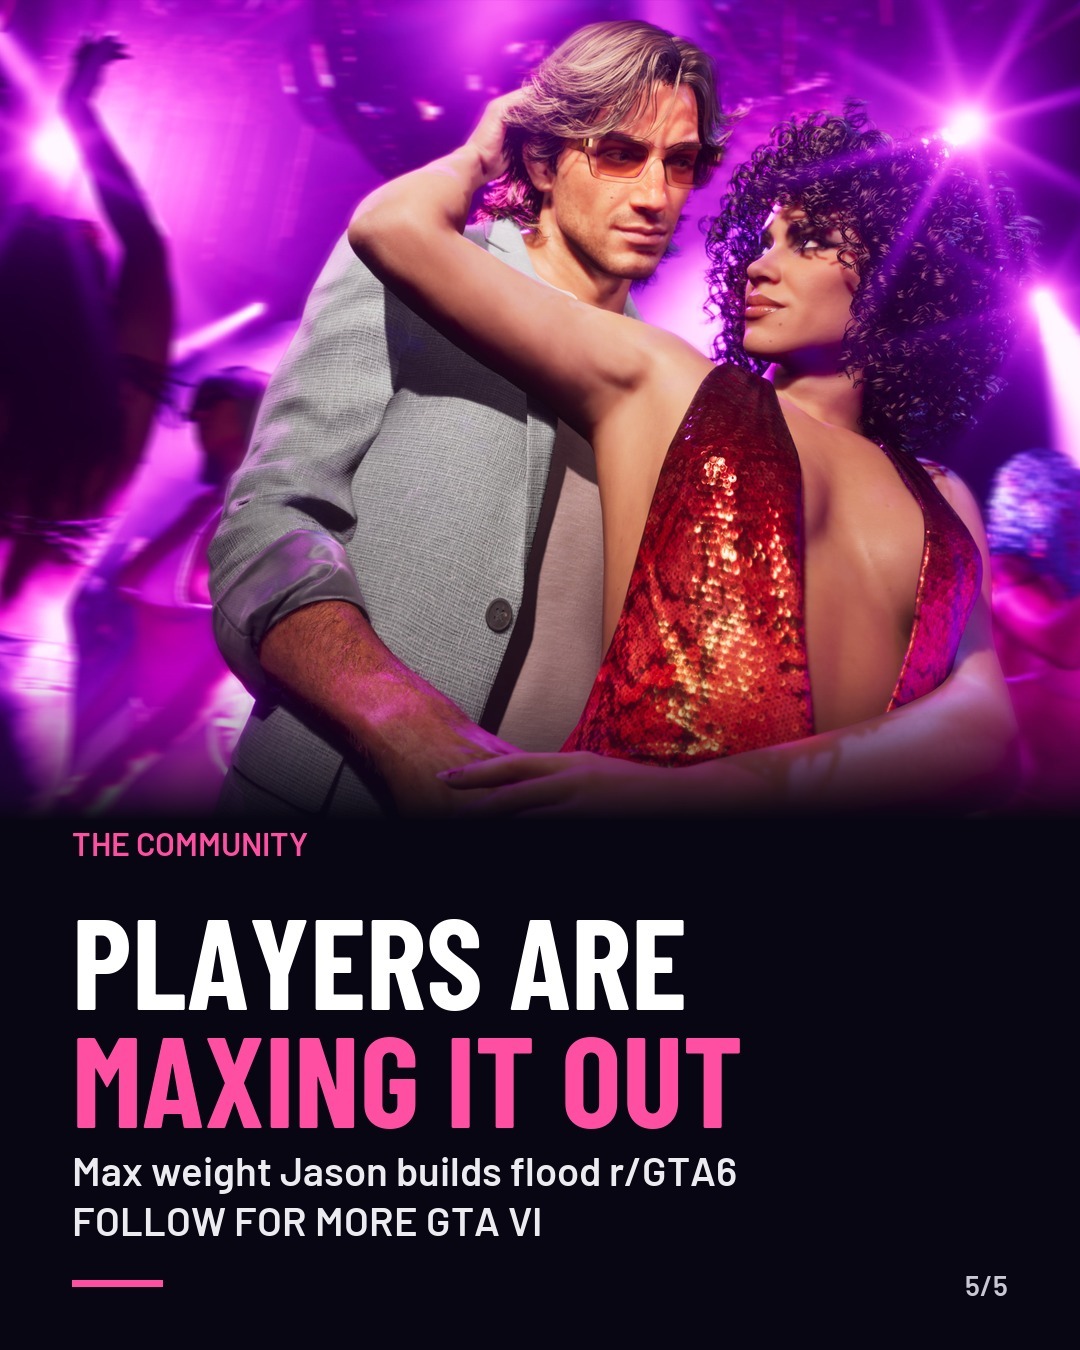 THE COMMUNITY
PLAYERS ARE
MAXING IT OUT
Max weight Jason builds flood r/GTA6
FOLLOW FOR MORE GTA VI
5/5